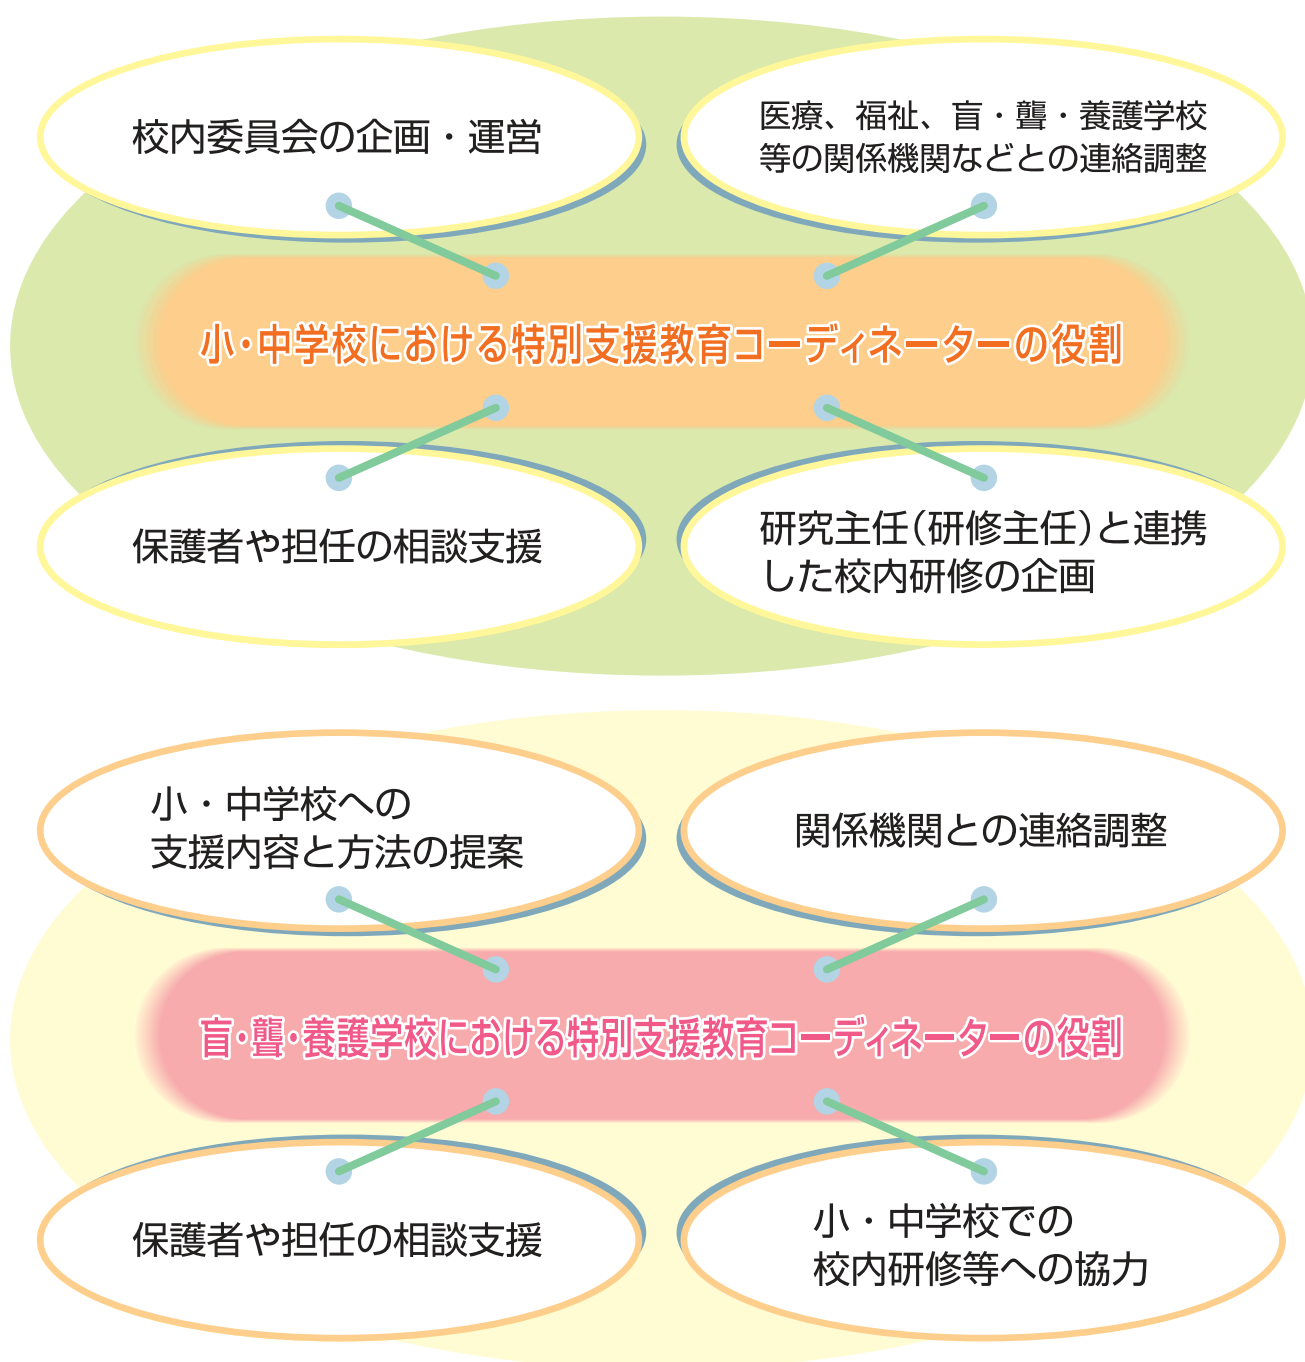 校内委員会の企画・運営
医療、福祉、盲・聾・養護学校
等の関係機関などとの連絡調整
小・中学校における特別支援教育コーディネーターの役割
保護者や担任の相談支援
研究主任(研修主任)と連携
した校内研修の企画
小・中学校への
支援内容と方法の提案
関係機関との連絡調整
盲・聾・養護学校における特別支援教育コーディネーターの役割
保護者や担任の相談支援
小・中学校での
校内研修等への協力